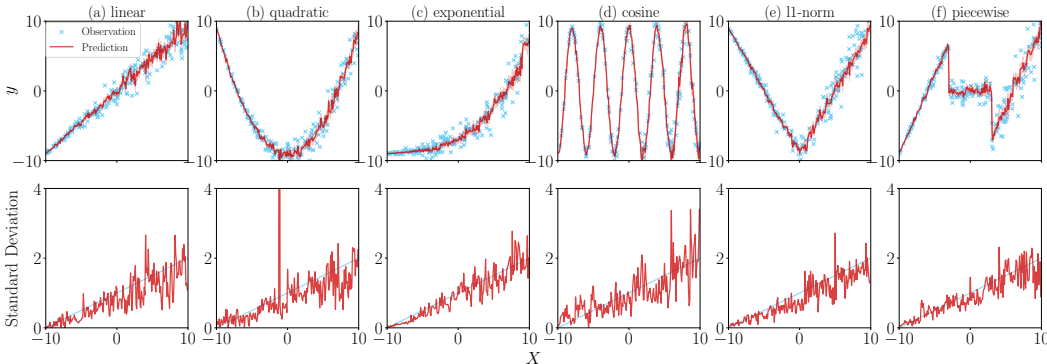 (a) linear (b) quadratic (c) exponential (d) cosine (e) l1-norm (f) piecewise
10 10 10 10 10 10
Observation
Prediction
y
0 0 0 0 0 0
−10 −10 −10 −10 −10 −10
Standard Deviation
4 4 4 4 4 4
2 2 2 2 2 2
0 0 0 0 0 0
−10 0 10 −10 0 10 −10 0 10 −10 0 10 −10 0 10 −10 0 10
X